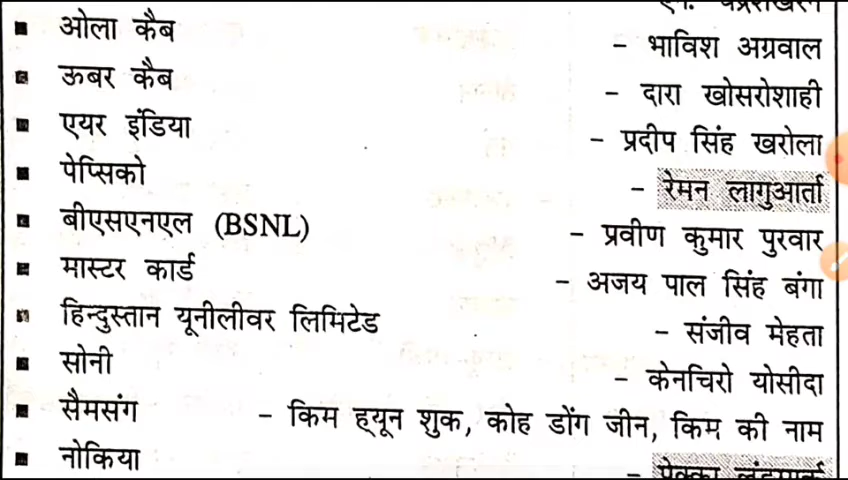 ओला कैब – भाविश अग्रवाल
ऊबर कैब – दारा खोसरोशाही
एयर इंडिया – प्रदीप सिंह खरोला
पेप्सिको – रेमन लागुआर्ता
बीएसएनएल (BSNL) – प्रवीण कुमार पुरवार
मास्टर कार्ड – अजय पाल सिंह बंगा
हिन्दुस्तान यूनीलीवर लिमिटेड – संजीव मेहता
सोनी – केनचिरो योसीदा
सैमसंग – किम ह्यून शुक, कोह डोंग जीन, किम की नाम
नोकिया –